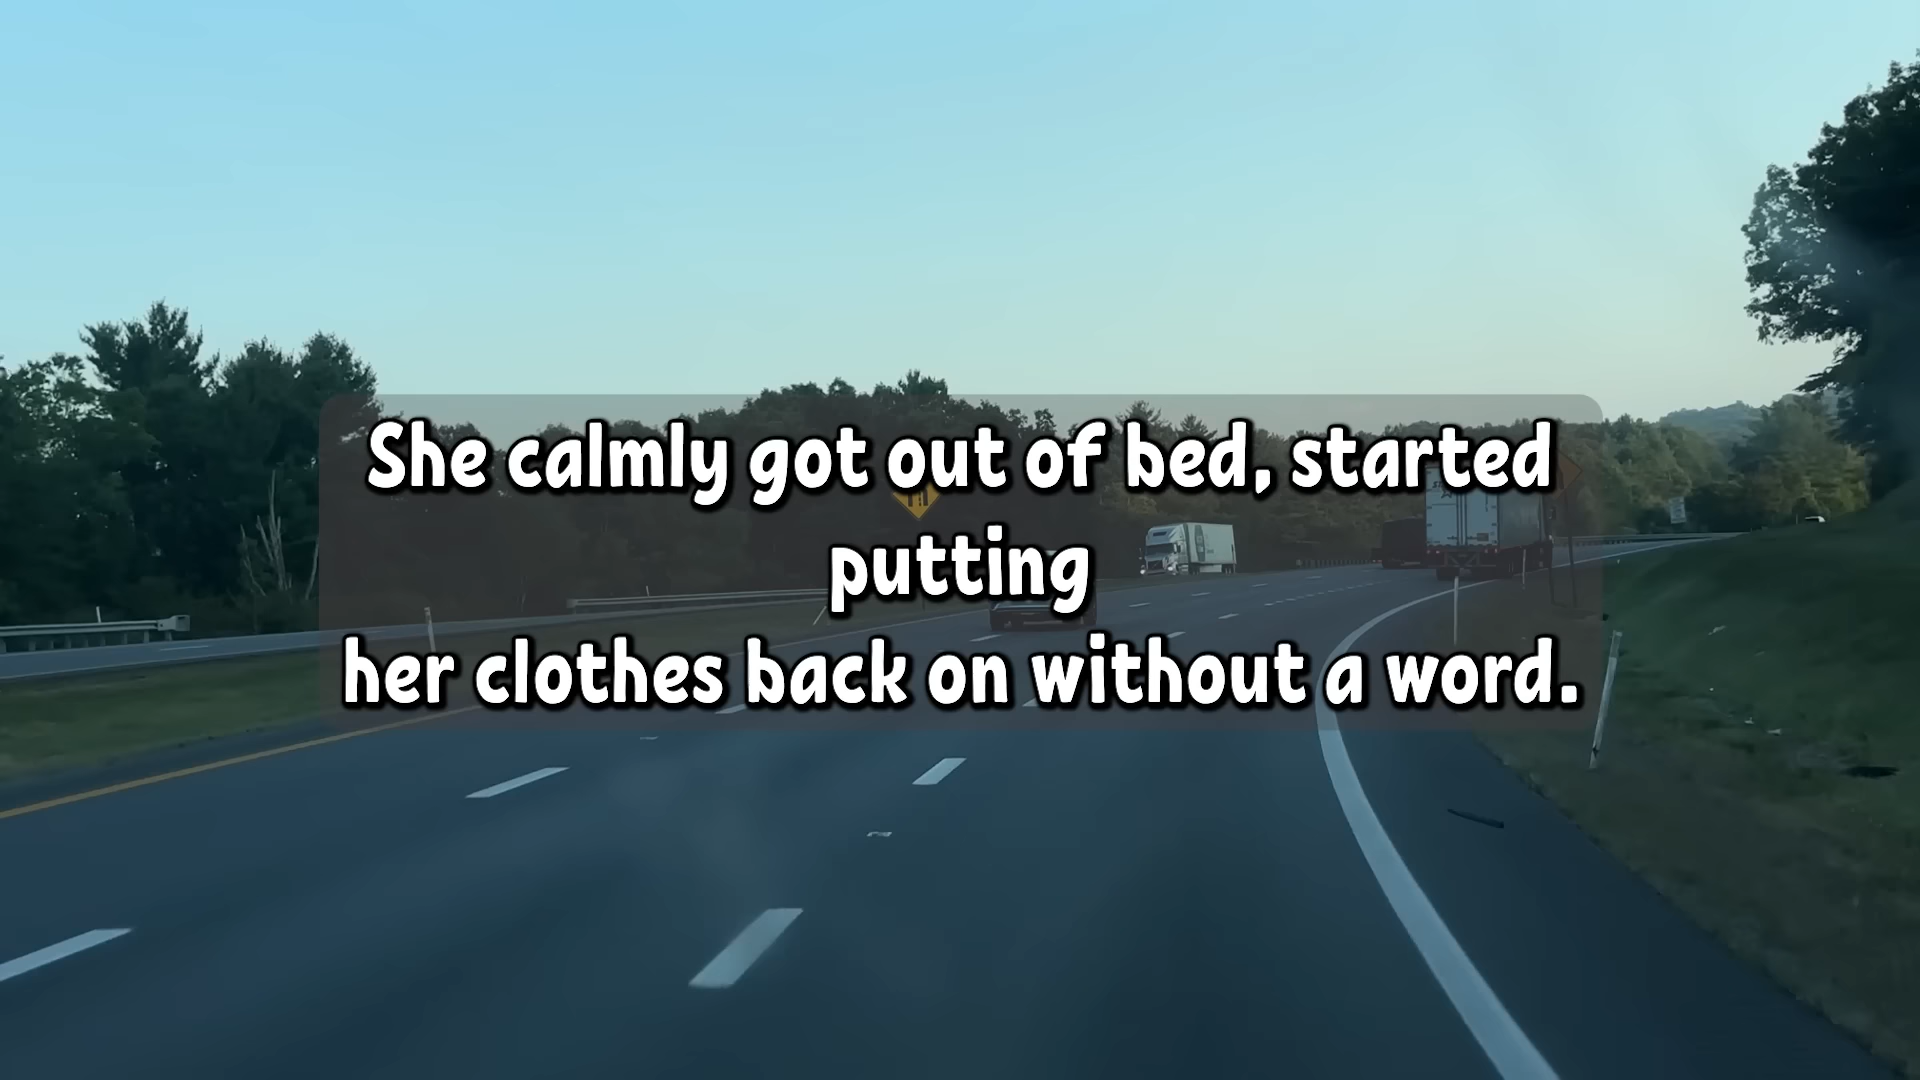 She calmly got out of bed, started
putting
her clothes back on without a word.